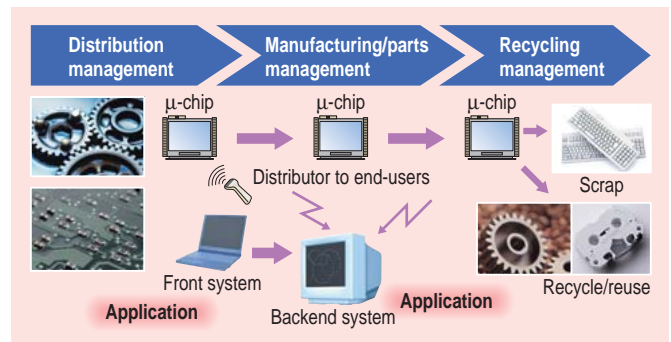 Distribution
management
Manufacturing/parts
management
Recycling
management
μ-chip
μ-chip
μ-chip
Distributor to end-users
Scrap
Front system
Recycle/reuse
Application
Application
Backend system